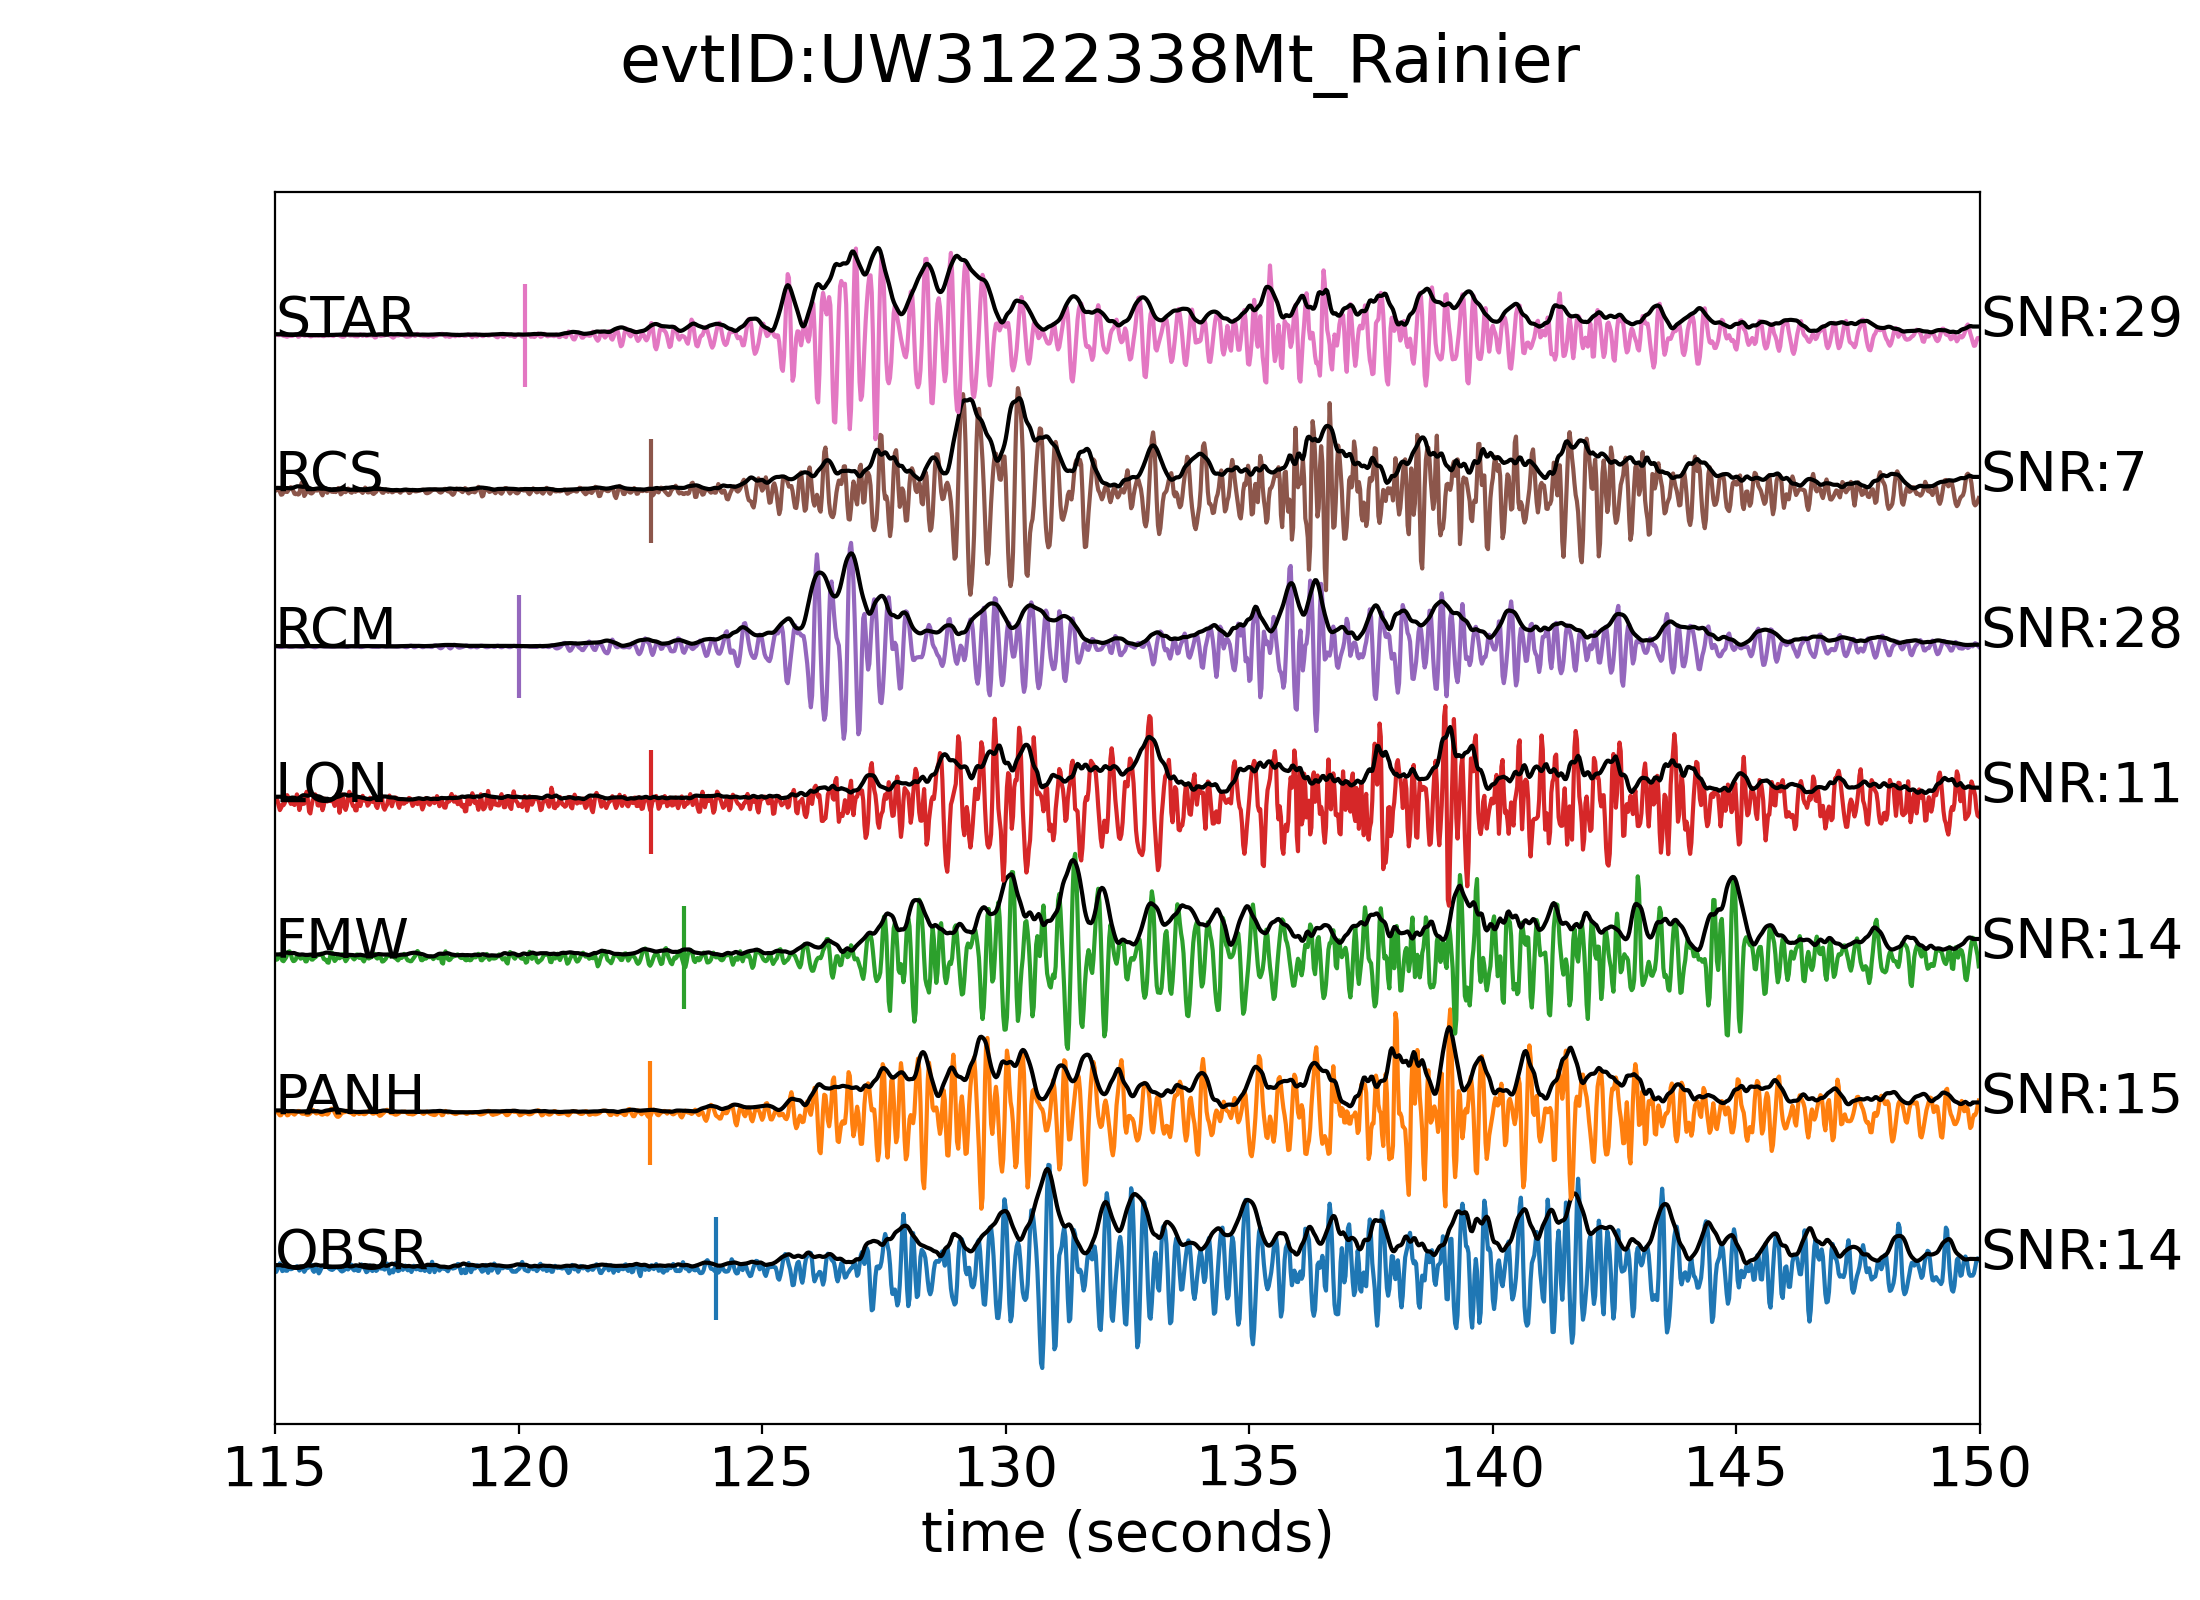 evtID:UW3122338Mt_Rainier
STAR SNR:29
RCS SNR:7
RCM SNR:28
LON SNR:11
FMW SNR:14
PANH SNR:15
OBSR SNR:14
115 120 125 130 135 140 145 150
time (seconds)